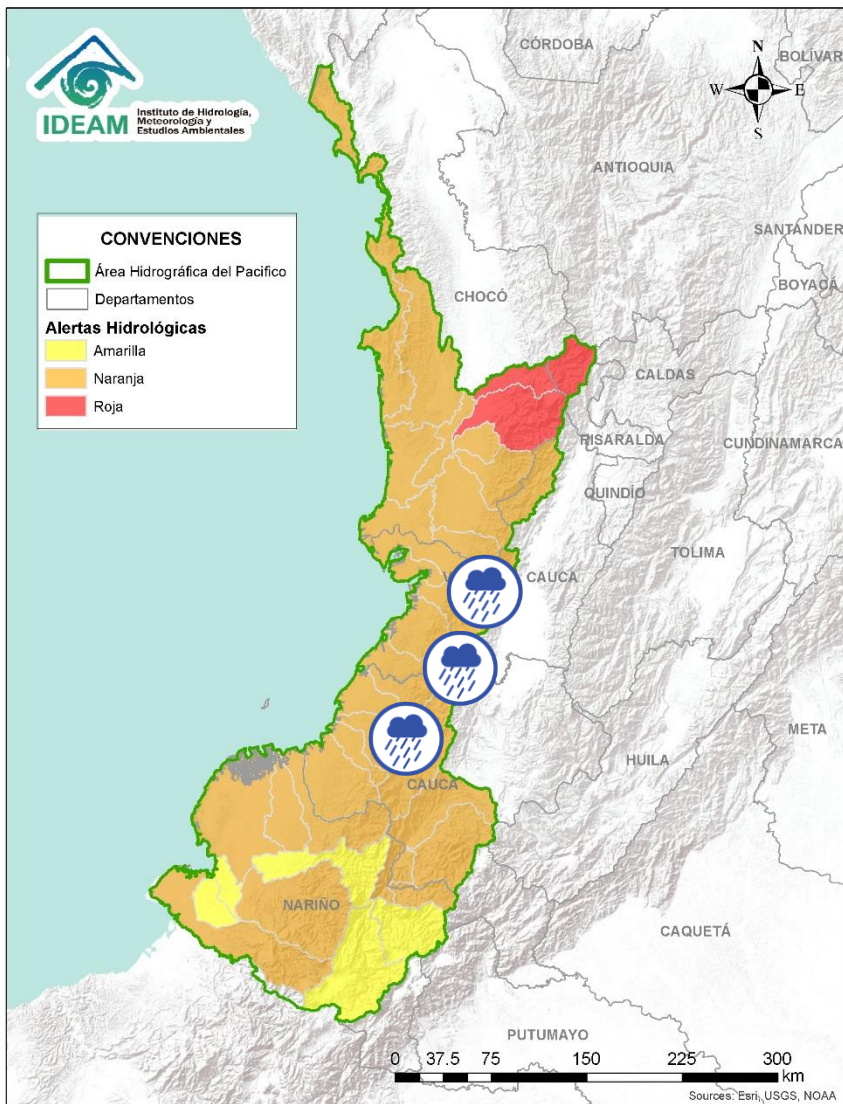 IDEAM
Instituto de Hidrología,
Meteorología y
Estudios Ambientales
N
W
E
S
CÓRDOBA
BOLÍVAR
ANTIOQUIA
SANTANDER
BOYACÁ
CHOCÓ
CALDAS
RISARALDA
CUNDINAMARCA
QUINDÍO
TOLIMA
CAUCA
META
HUILA
CAUCA
NARIÑO
CAQUETÁ
PUTUMAYO
CONVENCIONES
Área Hidrográfica del Pacifico
Departamentos
Alertas Hidrológicas
Amarilla
Naranja
Roja
0 37.5 75 150 225 300
km
Sources: Esri, USGS, NOAA